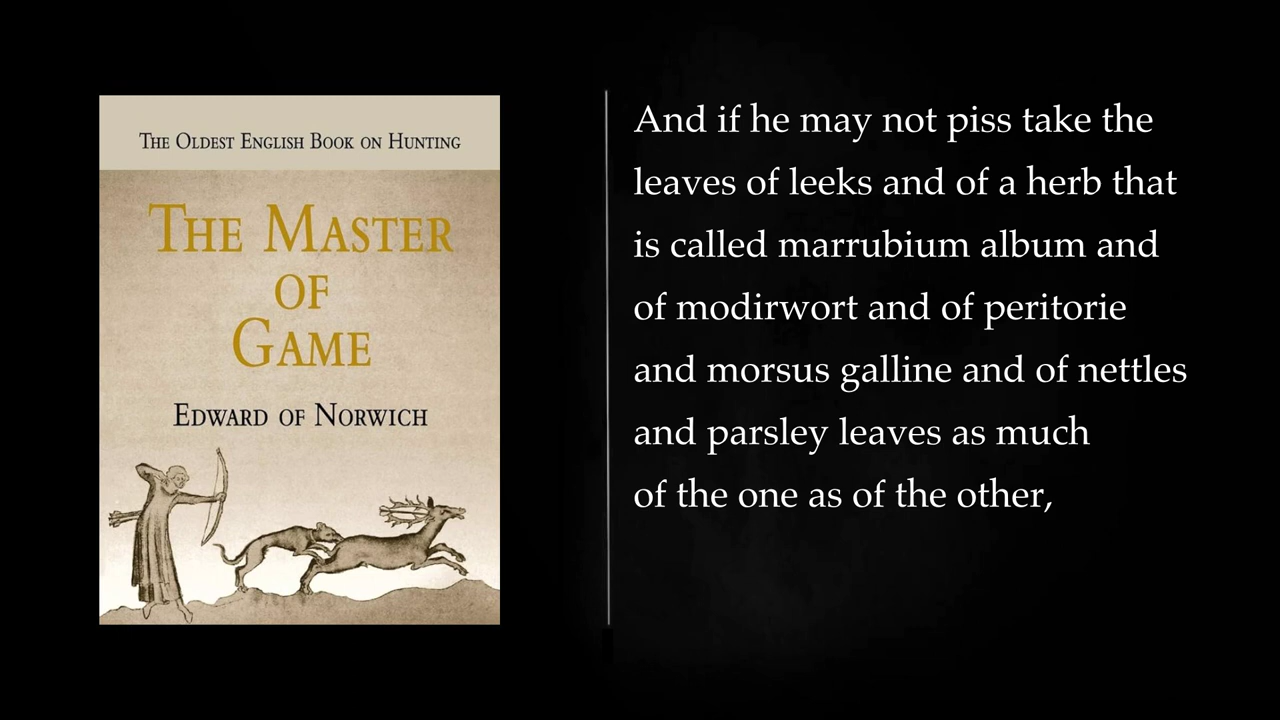 The Oldest English Book on Hunting
The Master
of
Game
Edward of Norwich
And if he may not piss take the
leaves of leeks and of a herb that
is called marrubium album and
of modirwort and of peritorie
and morsus galline and of nettles
and parsley leaves as much
of the one as of the other,